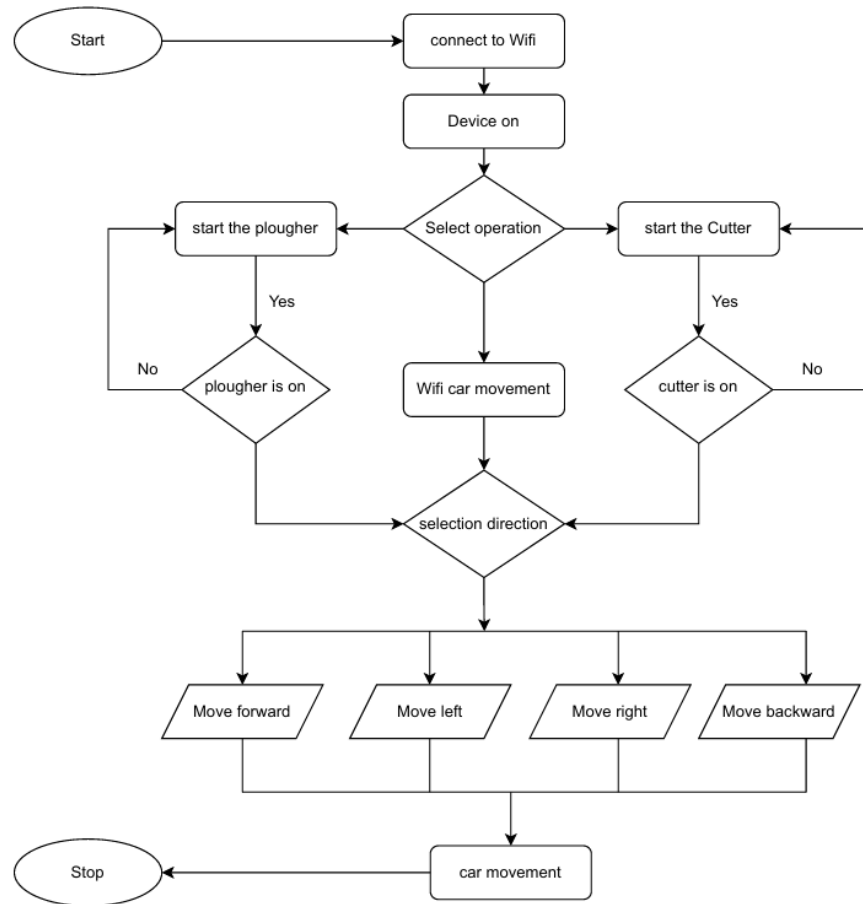 Start
connect to Wifi
Device on
start the plougher
Select operation
start the Cutter
Yes
Yes
No
plougher is on
Wifi car movement
cutter is on
No
selection direction
Move forward
Move left
Move right
Move backward
Stop
car movement